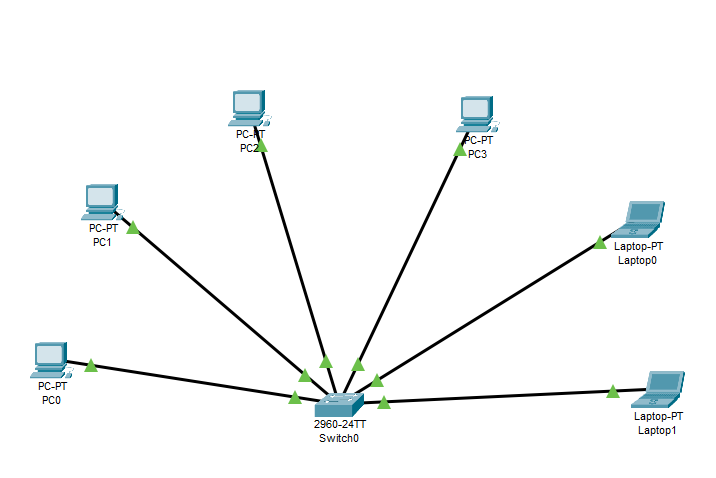 PC-PT
PC2
PC-PT
PC3
PC-PT
PC1
Laptop-PT
Laptop0
PC-PT
PC0
Laptop-PT
Laptop1
2960-24TT
Switch0